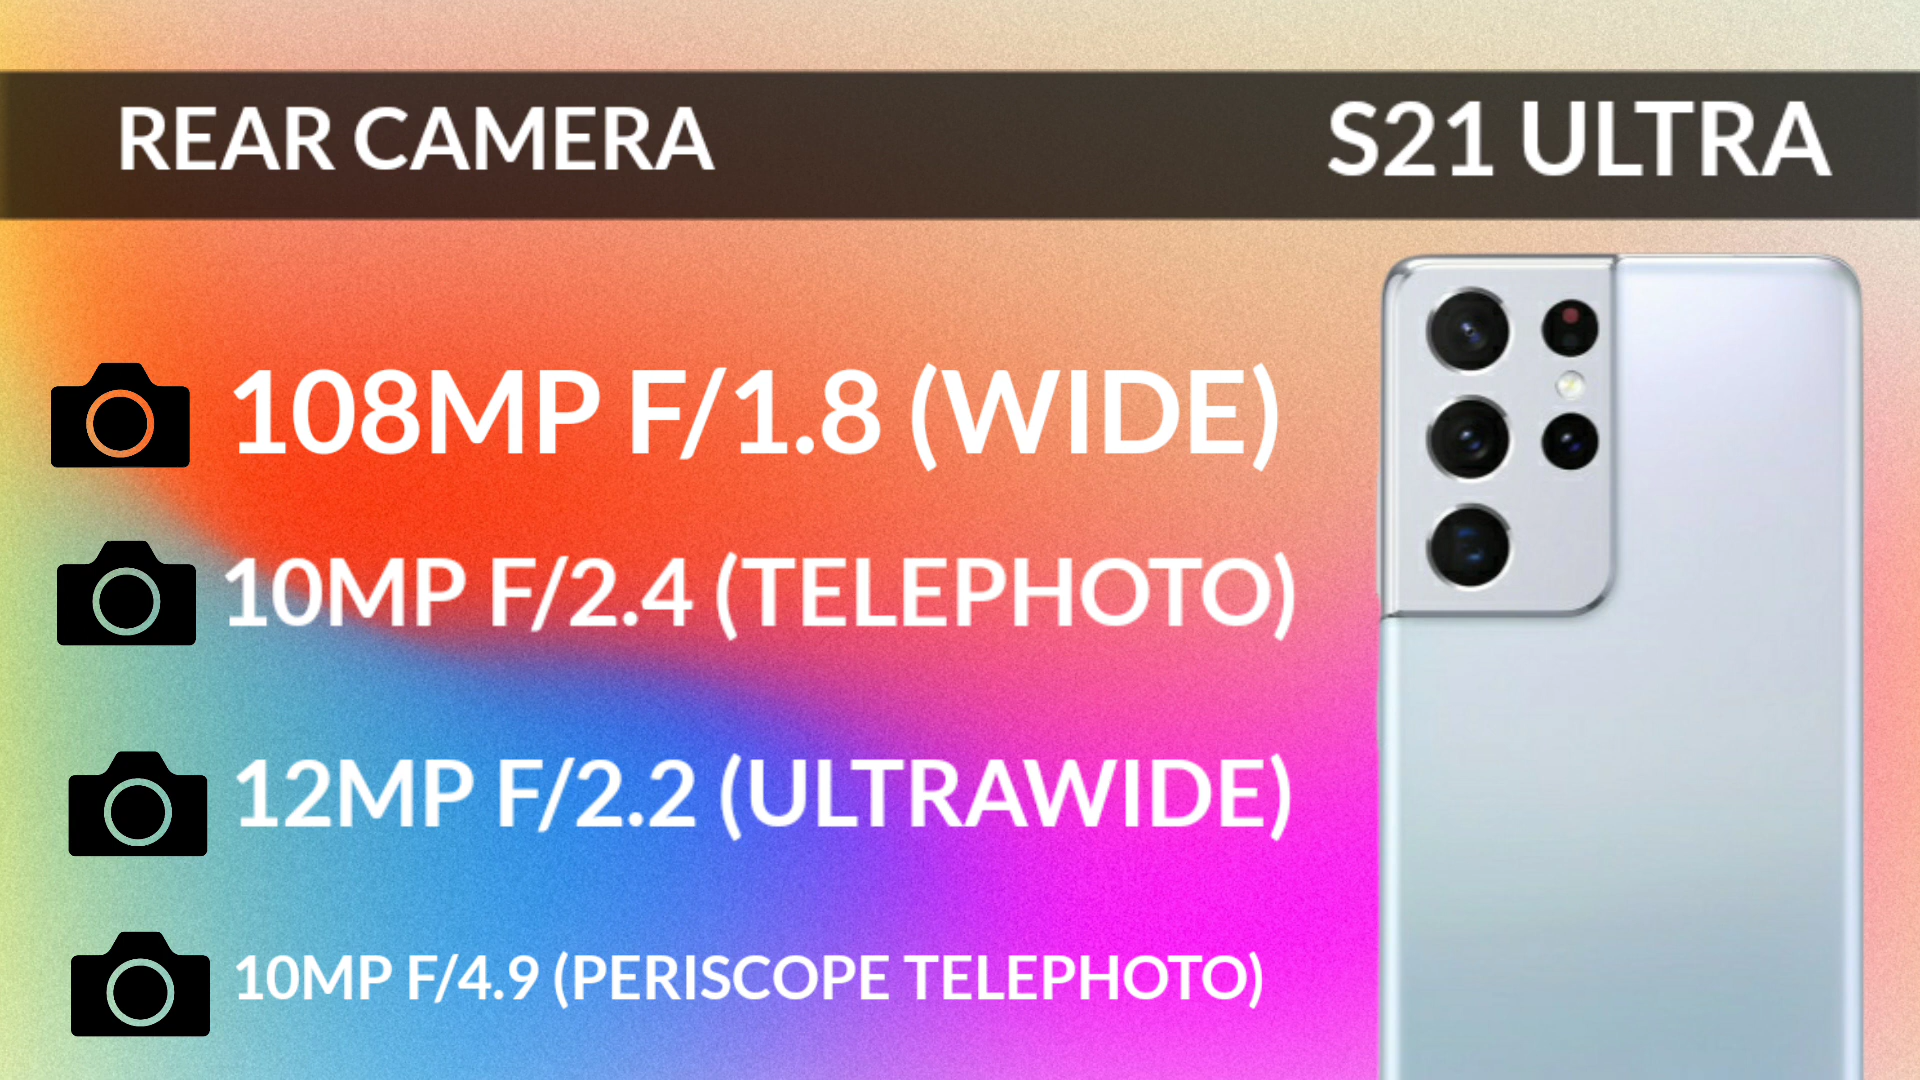 REAR CAMERA
S21 ULTRA
108MP F/1.8 (WIDE)
10MP F/2.4 (TELEPHOTO)
12MP F/2.2 (ULTRAWIDE)
10MP F/4.9 (PERISCOPE TELEPHOTO)